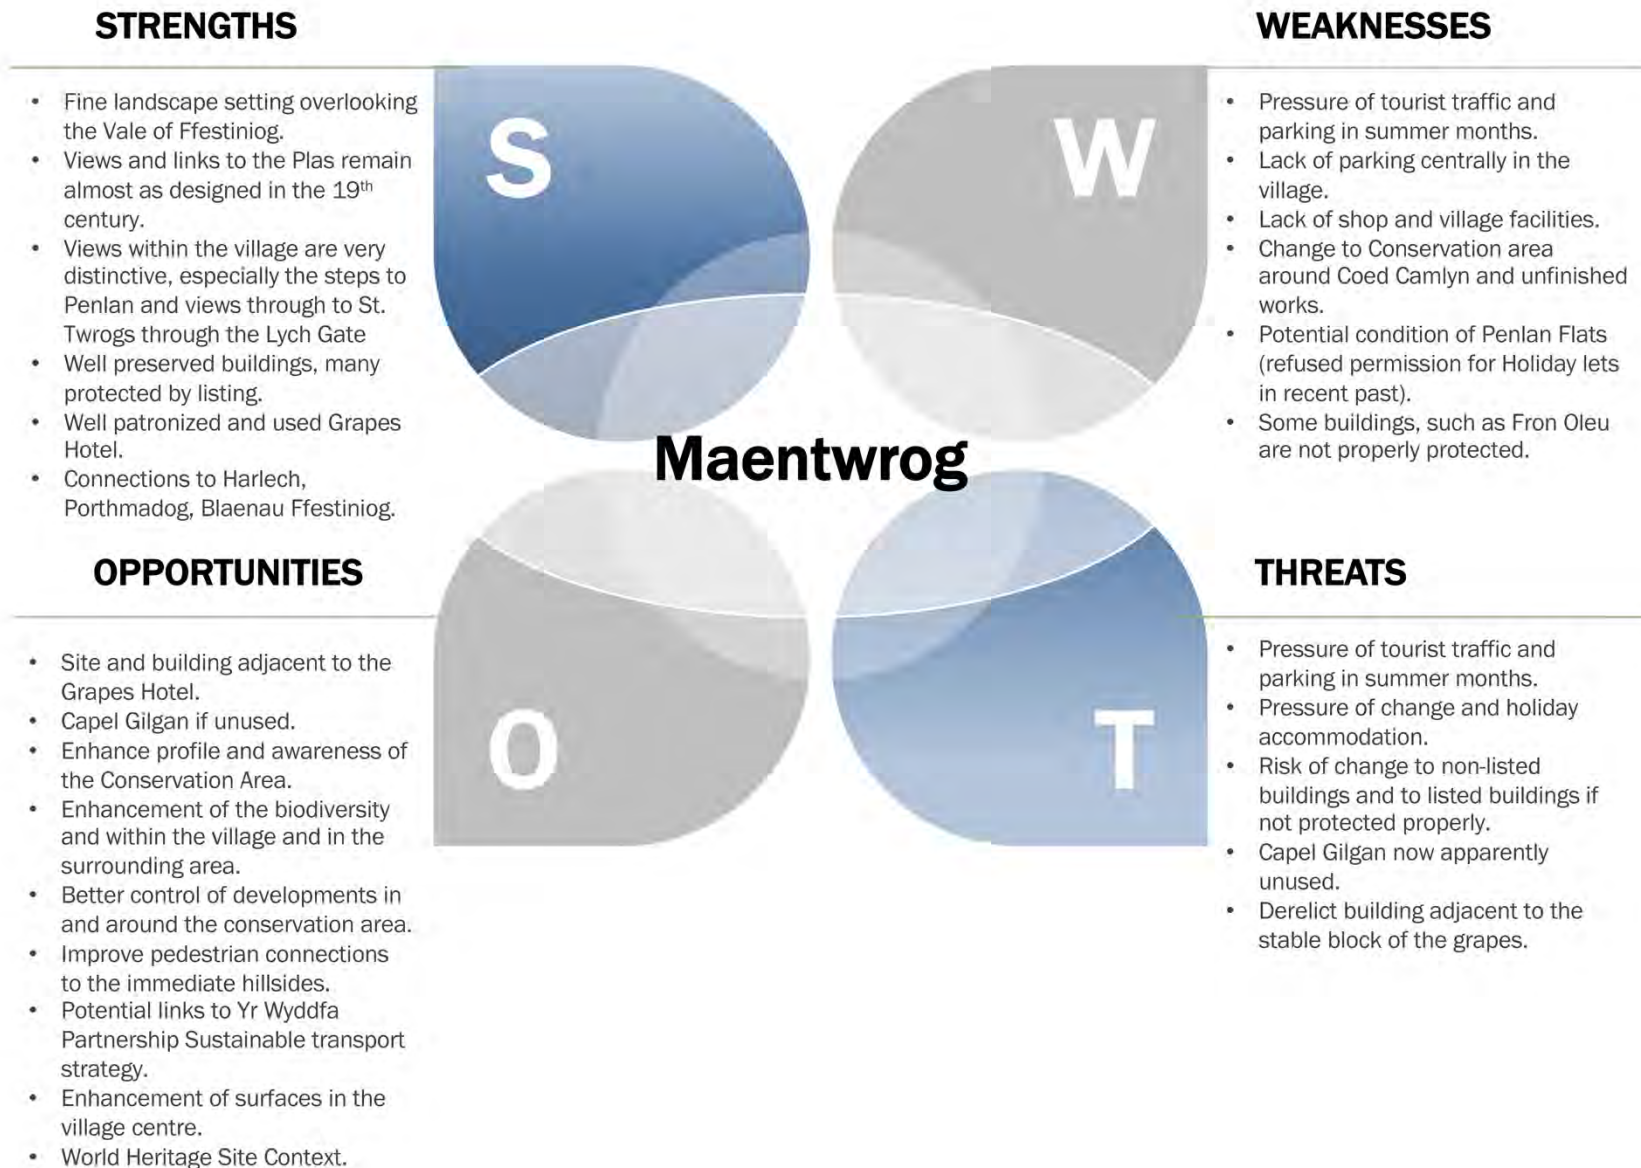 STRENGTHS
• Fine landscape setting overlooking
the Vale of Ffestiniog.
• Views and links to the Plas remain
almost as designed in the 19th
century.
• Views within the village are very
distinctive, especially the steps to
Penlan and views through to St.
Twrogs through the Lych Gate
• Well preserved buildings, many
protected by listing.
• Well patronized and used Grapes
Hotel.
• Connections to Harlech,
Porthmadog, Blaenau Ffestiniog.
S
WEAKNESSES
W
• Pressure of tourist traffic and
parking in summer months.
• Lack of parking centrally in the
village.
• Lack of shop and village facilities.
• Change to Conservation area
around Coed Camlyn and unfinished
works.
• Potential condition of Penlan Flats
(refused permission for Holiday lets
in recent past).
• Some buildings, such as Fron Oleu
are not properly protected.
Maentwrog
OPPORTUNITIES
• Site and building adjacent to the
Grapes Hotel.
• Capel Gilgan if unused.
• Enhance profile and awareness of
the Conservation Area.
• Enhancement of the biodiversity
and within the village and in the
surrounding area.
• Better control of developments in
and around the conservation area.
• Improve pedestrian connections
to the immediate hillsides.
• Potential links to Yr Wyddfa
Partnership Sustainable transport
strategy.
• Enhancement of surfaces in the
village centre.
• World Heritage Site Context.
O
THREATS
T
• Pressure of tourist traffic and
parking in summer months.
• Pressure of change and holiday
accommodation.
• Risk of change to non-listed
buildings and to listed buildings if
not protected properly.
• Capel Gilgan now apparently
unused.
• Derelict building adjacent to the
stable block of the grapes.